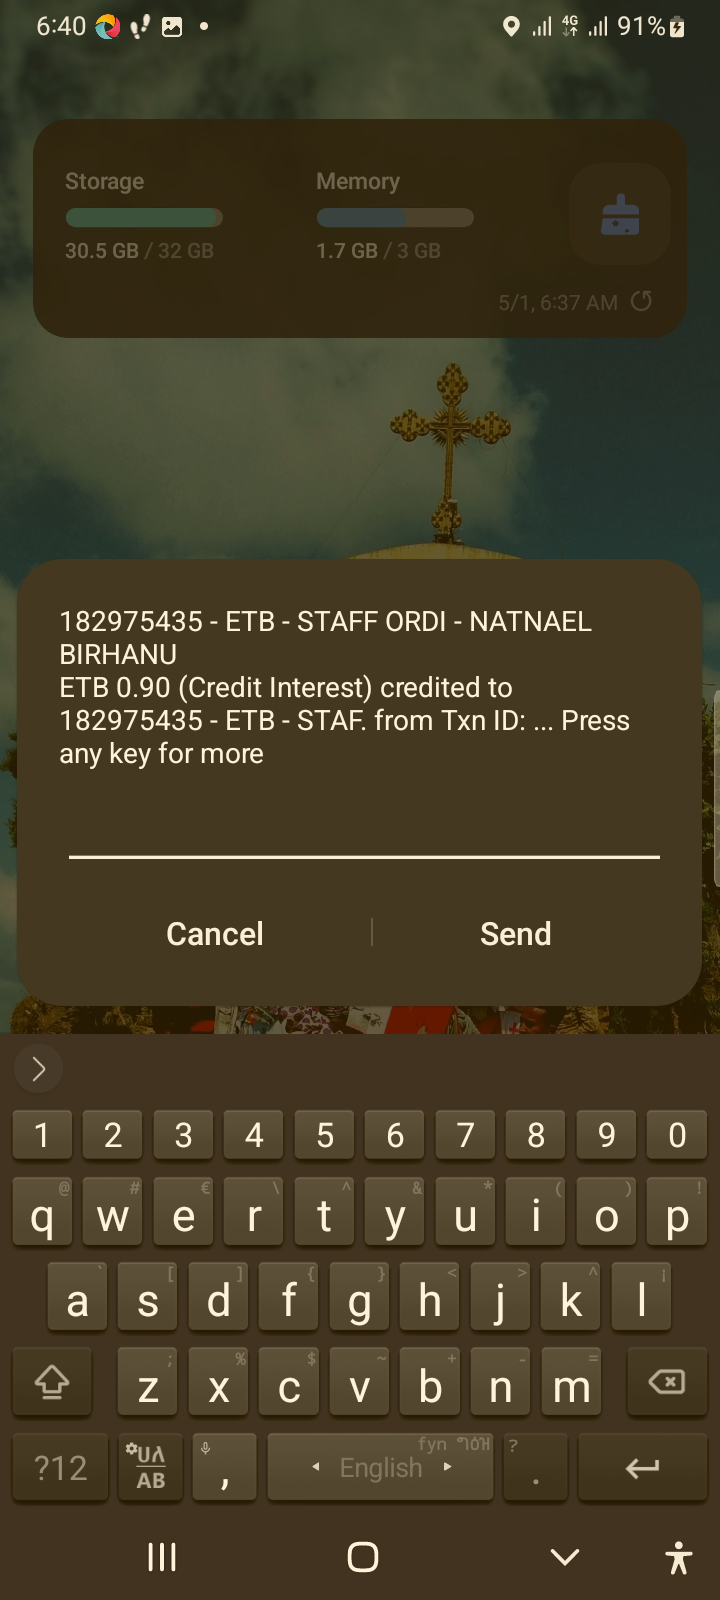 6:40 4G 91%
Storage Memory
30.5 GB / 32 GB 1.7 GB / 3 GB
5/1, 6:37 AM
182975435 - ETB - STAFF ORDI - NATNAEL
BIRHANU
ETB 0.90 (Credit Interest) credited to
182975435 - ETB - STAF. from Txn ID: ... Press
any key for more
Cancel Send
1 2 3 4 5 6 7 8 9 0
@ # € \ ^ & * ( ) !
q w e r t y u i o p
` [ ] { } < > ^ ¡
a s d f g h j k l
; % $ ~ + - =
z x c v b n m
fyn ?
?12 AB , English .